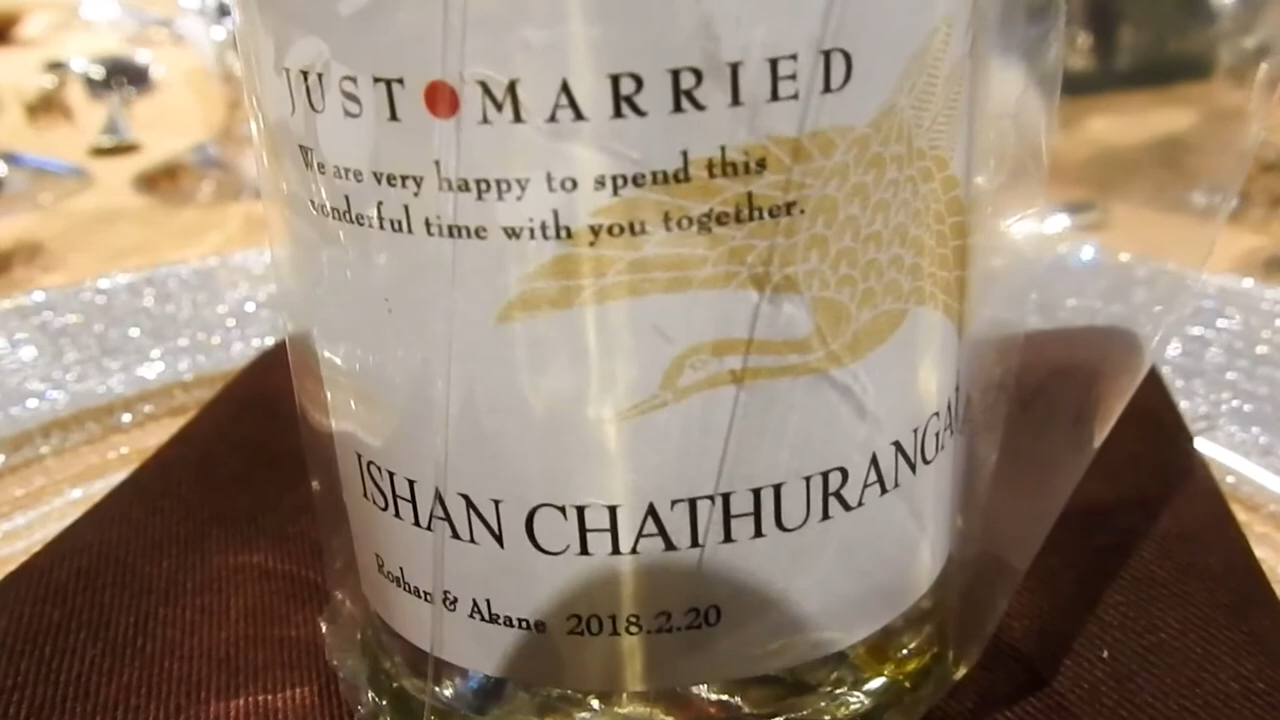 JUST MARRIED
We are very happy to spend this
wonderful time with you together.
ISHAN CHATHURANGA
Roshan & Akane 2018.2.20